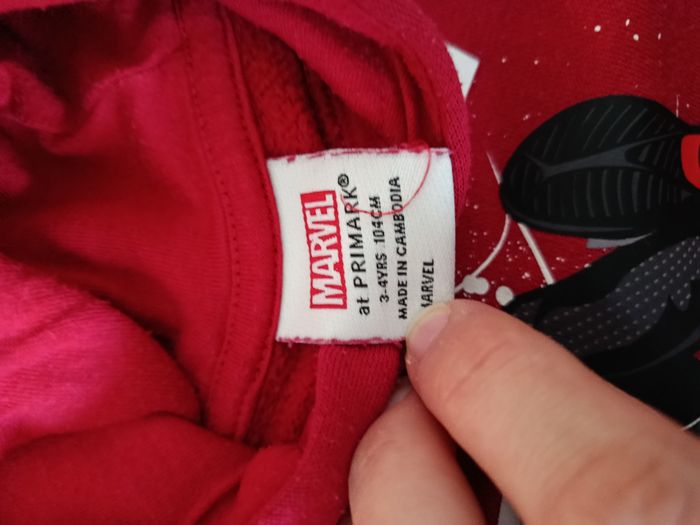 MARVEL
at PRIMARK®
3-4YRS 104CM
MADE IN CAMBODIA
MARVEL